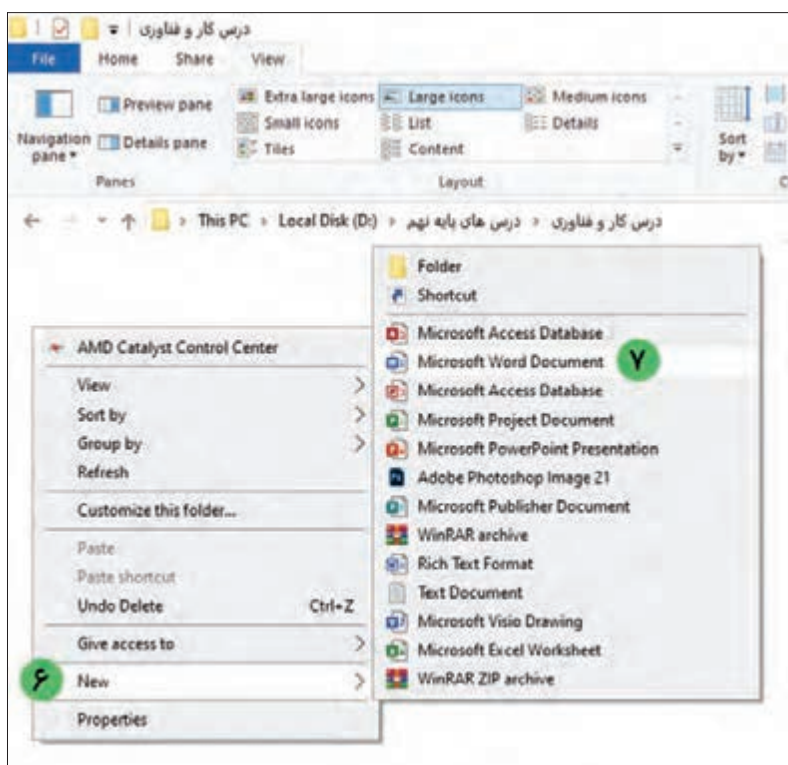 درس کار و فناوری
File Home Share View
Navigation pane
Preview pane
Details pane
Panes
Extra large icons Large icons Medium icons
Small icons List Details
Tiles Content
Layout
Sort by
This PC › Local Disk (D:) › درس های پایه نهم › درس کار و فناوری
AMD Catalyst Control Center
View
Sort by
Group by
Refresh
Customize this folder...
Paste
Paste shortcut
Undo Delete Ctrl+Z
Give access to
۶ New
Properties
Folder
Shortcut
Microsoft Access Database
Microsoft Word Document ۷
Microsoft Access Database
Microsoft Project Document
Microsoft PowerPoint Presentation
Adobe Photoshop Image 21
Microsoft Publisher Document
WinRAR archive
Rich Text Format
Text Document
Microsoft Visio Drawing
Microsoft Excel Worksheet
WinRAR ZIP archive